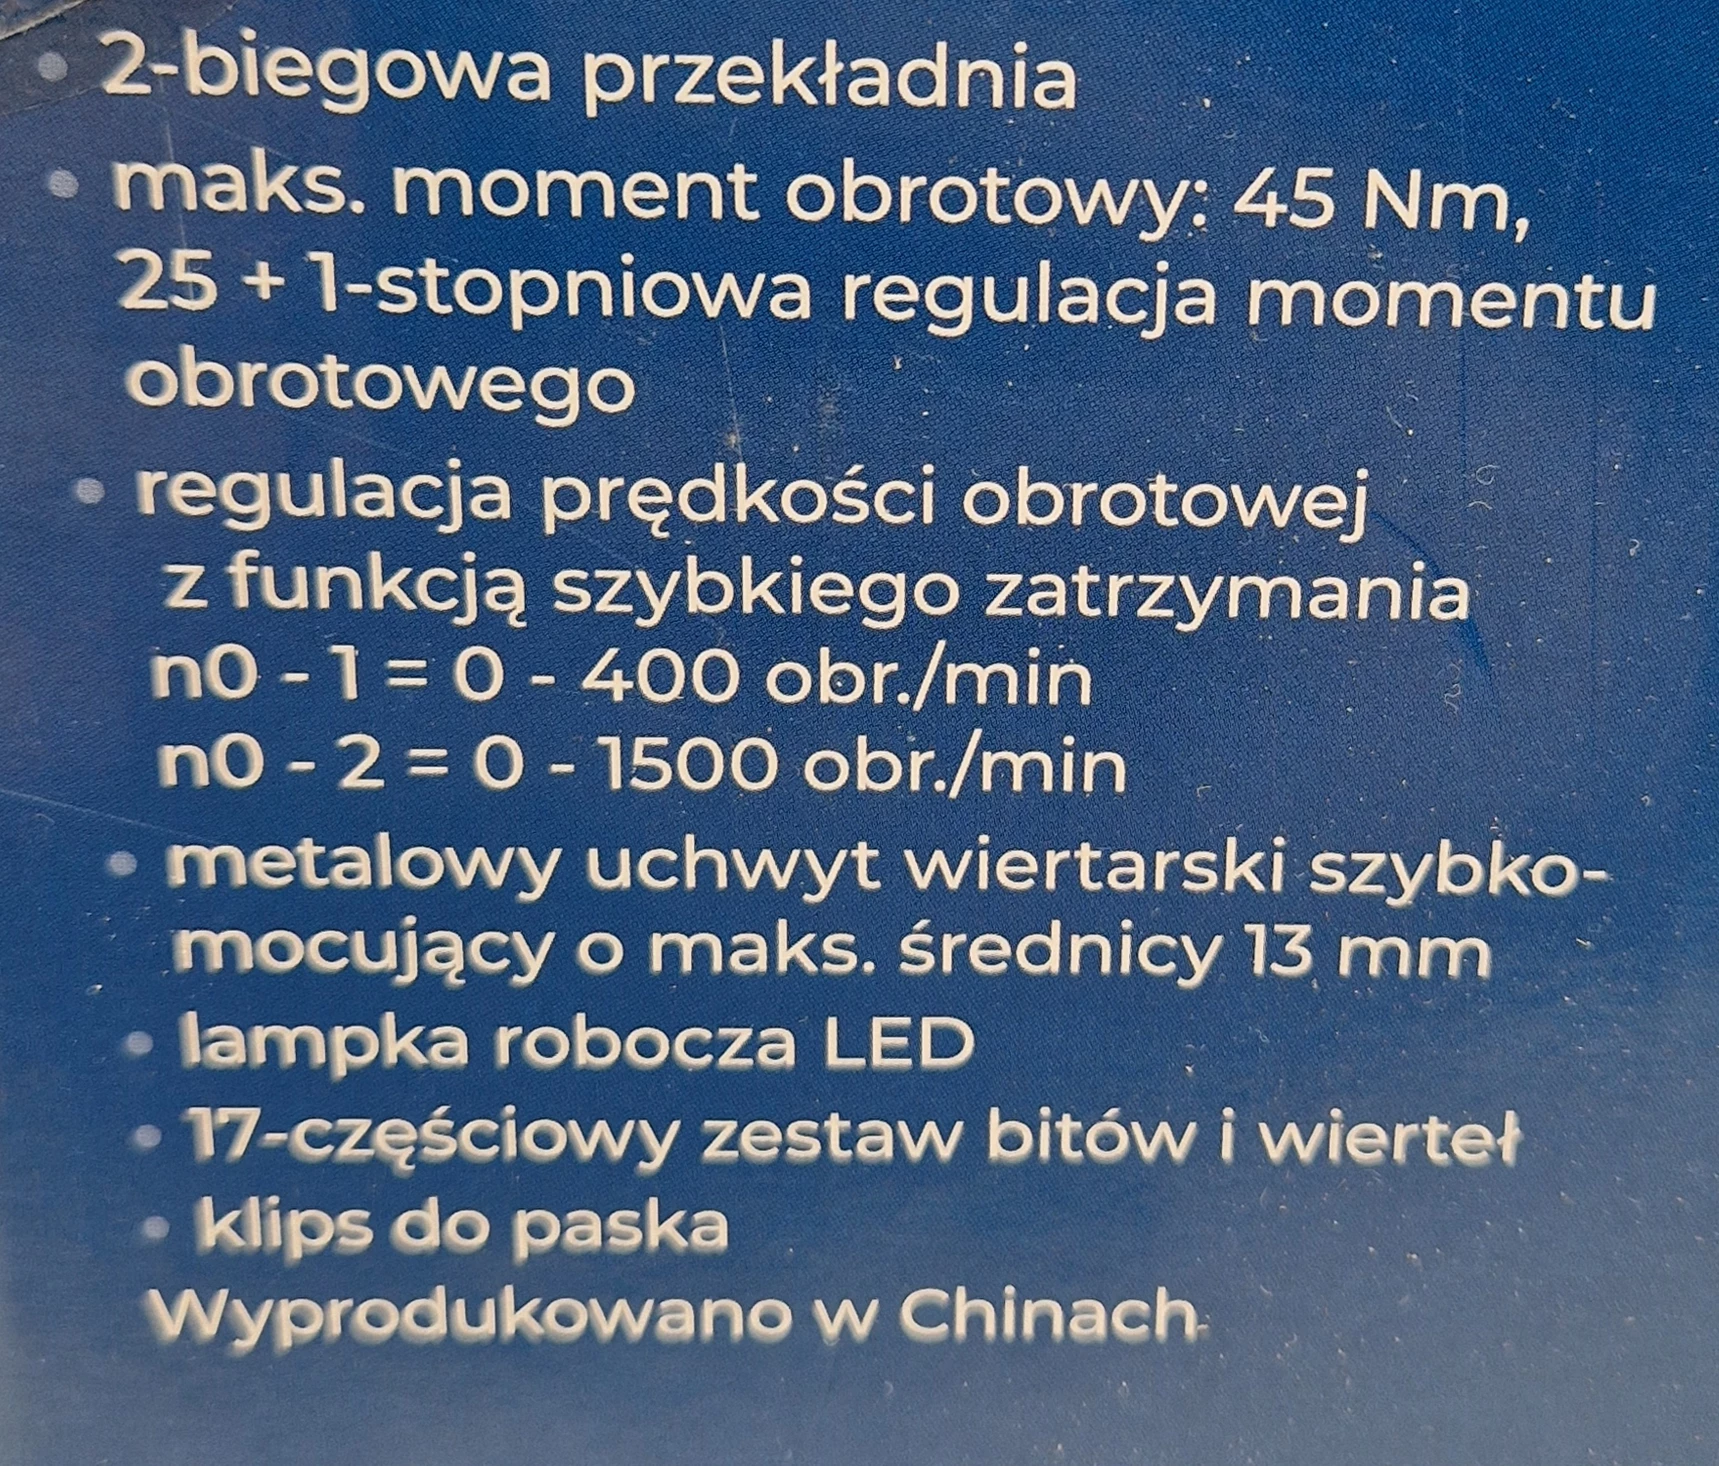 • 2-biegowa przekładnia
• maks. moment obrotowy: 45 Nm,
25 + 1-stopniowa regulacja momentu
obrotowego
• regulacja prędkości obrotowej
z funkcją szybkiego zatrzymania
n0 - 1 = 0 - 400 obr./min
n0 - 2 = 0 - 1500 obr./min
• metalowy uchwyt wiertarski szybko-
mocujący o maks. średnicy 13 mm
• lampka robocza LED
• 17-częściowy zestaw bitów i wierteł
• klips do paska
Wyprodukowano w Chinach.